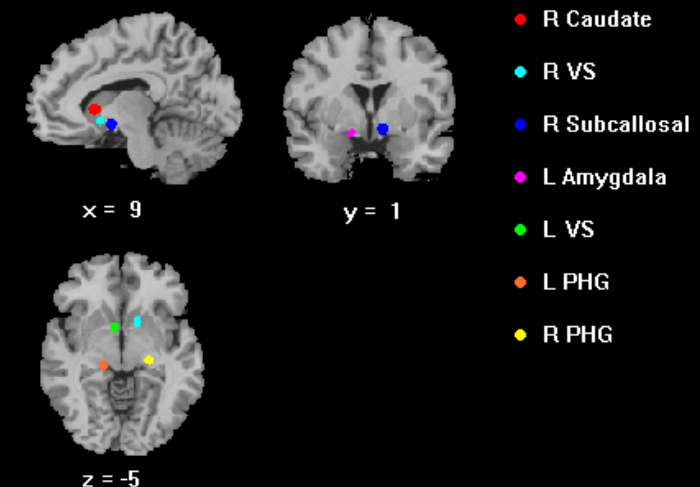 R Caudate
R VS
R Subcallosal
L Amygdala
L VS
L PHG
R PHG
x = 9
y = 1
z = -5